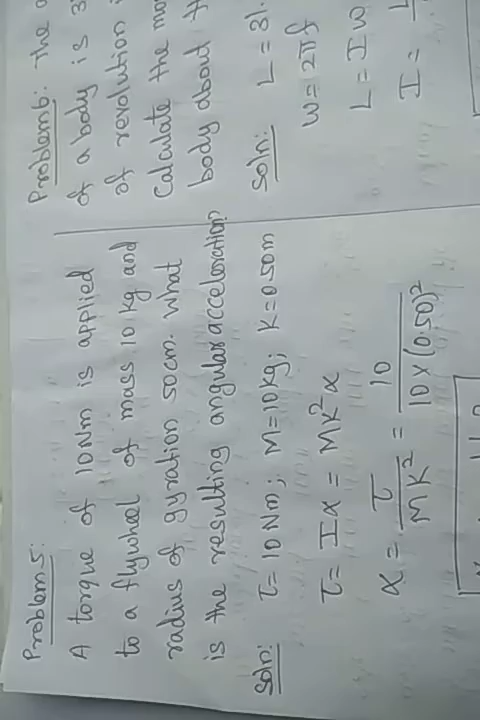 Problem 5:
A torque of 10Nm is applied
to a flywheel of mass 10 kg and
radius of gyration 50cm. What
is the resulting angular acceleration?
Soln: τ = 10 Nm; M=10Kg; K=0.50m
τ = Iα = MK²α
α = τ/MK² = 10/10×(0.50)²
Problem 6: The
of a body is
of revolution
Calculate the
body about
Soln: L = 31.
W = 2πf
L = Iω
I =